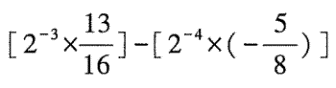 [ 2⁻³ × 13/16 ] − [ 2⁻⁴ × ( − 5/8 ) ]